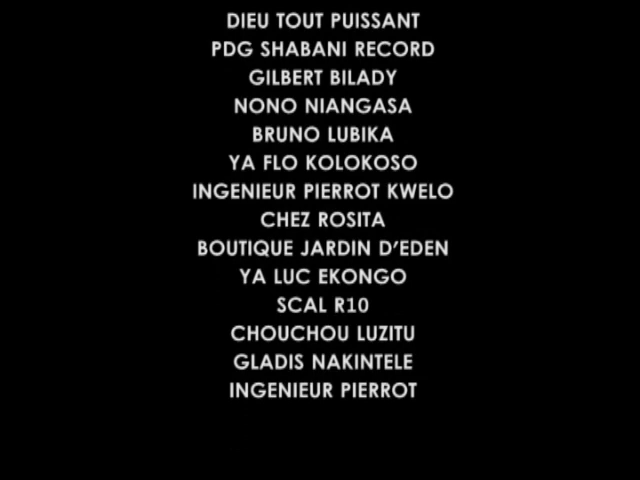 DIEU TOUT PUISSANT
PDG SHABANI RECORD
GILBERT BILADY
NONO NIANGASA
BRUNO LUBIKA
YA FLO KOLOKOSO
INGENIEUR PIERROT KWELO
CHEZ ROSITA
BOUTIQUE JARDIN D'EDEN
YA LUC EKONGO
SCAL R10
CHOUCHOU LUZITU
GLADIS NAKINTELE
INGENIEUR PIERROT